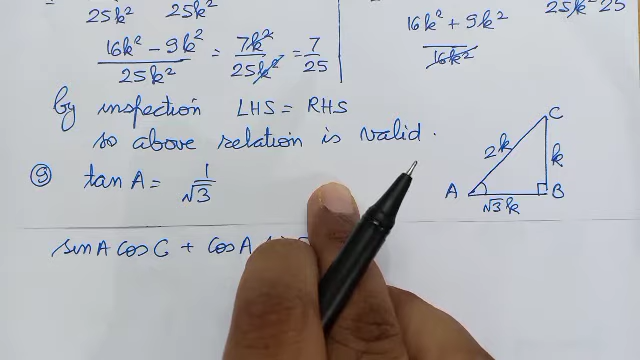 25k² 25k²
16k² - 9k² / 25k² = 7k² / 25k² = 7/25
16k² + 9k² / 16k²
25k² 25
by inspection LHS = RHS
so above relation is valid.
⑨ tan A = 1/√3
C
2k
k
A
B
√3k
sin A cos C + cos A